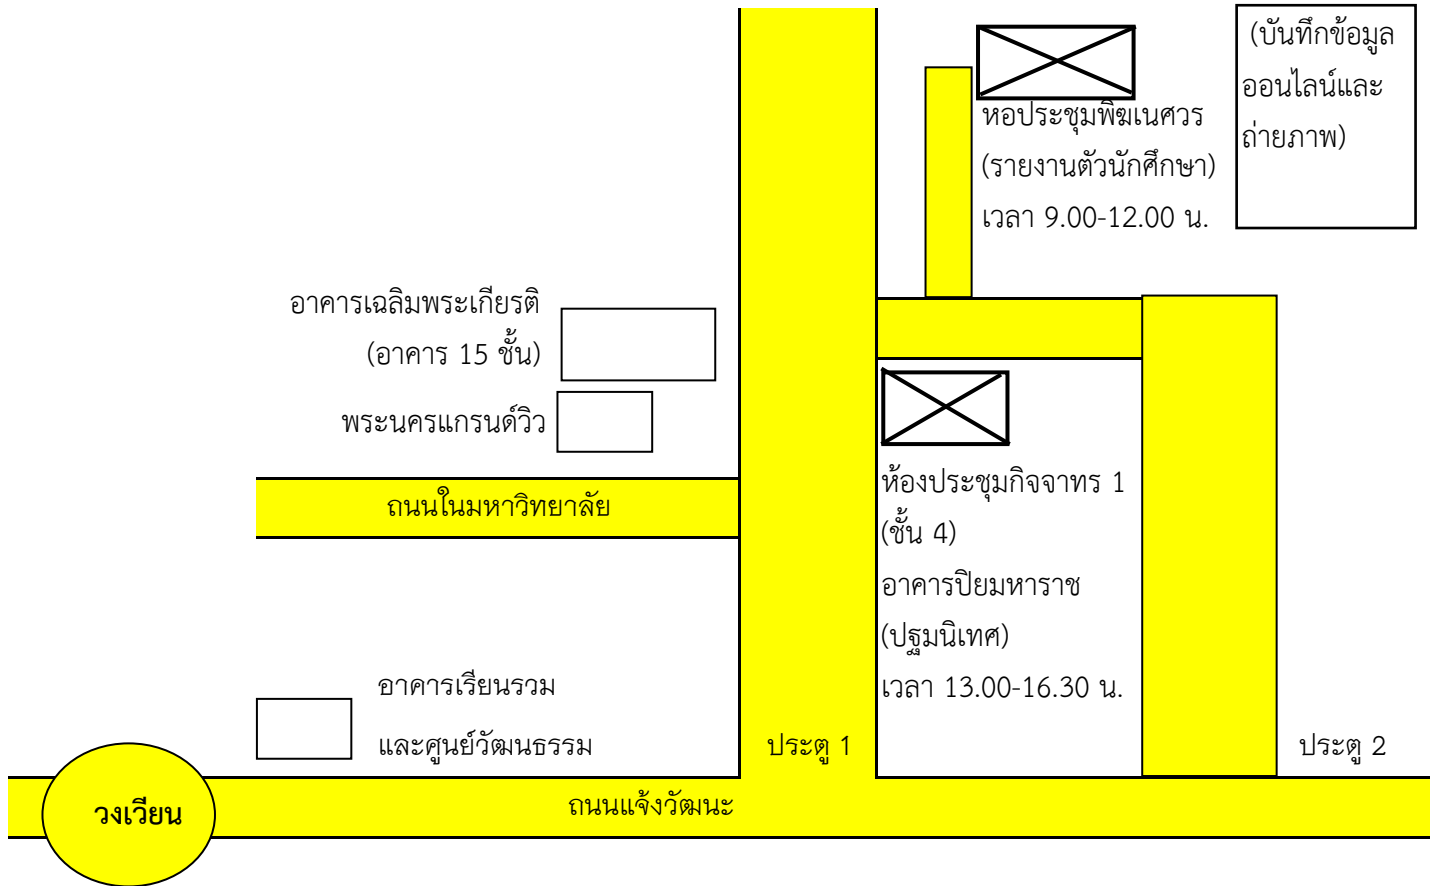 (บันทึกข้อมูล
ออนไลน์และ
ถ่ายภาพ)
หอประชุมพิฆเนศวร
(รายงานตัวนักศึกษา)
เวลา 9.00-12.00 น.
อาคารเฉลิมพระเกียรติ
(อาคาร 15 ชั้น)
พระนครแกรนด์วิว
ถนนในมหาวิทยาลัย
ห้องประชุมกิจจาทร 1
(ชั้น 4)
อาคารปิยมหาราช
(ปฐมนิเทศ)
เวลา 13.00-16.30 น.
อาคารเรียนรวม
และศูนย์วัฒนธรรม
ประตู 1
ประตู 2
ถนนแจ้งวัฒนะ
วงเวียน